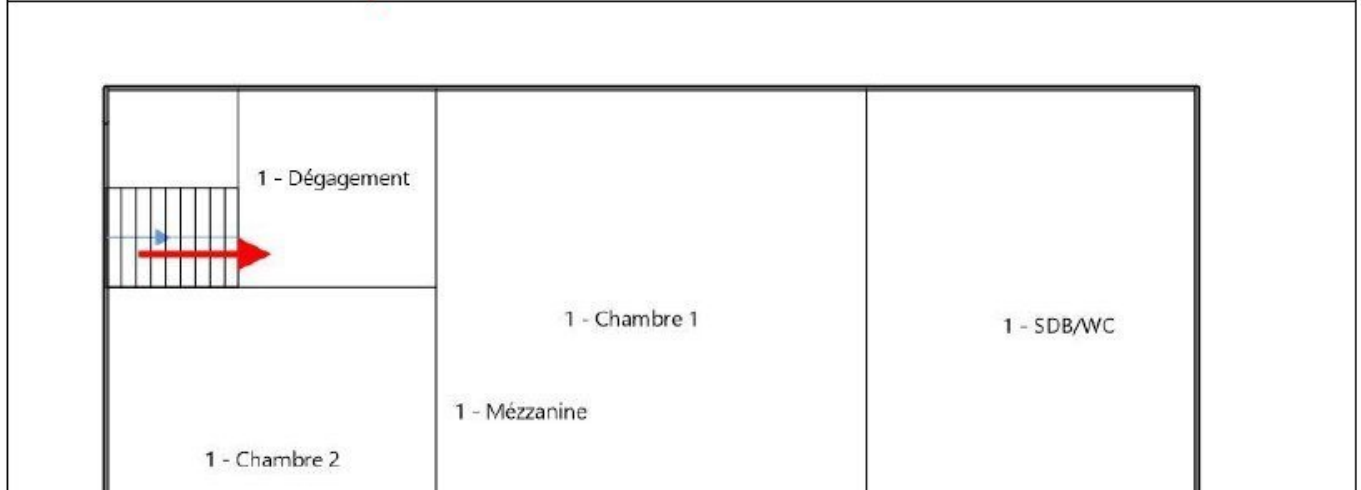 1 - Dégagement
1 - Chambre 1
1 - SDB/WC
1 - Mézzanine
1 - Chambre 2